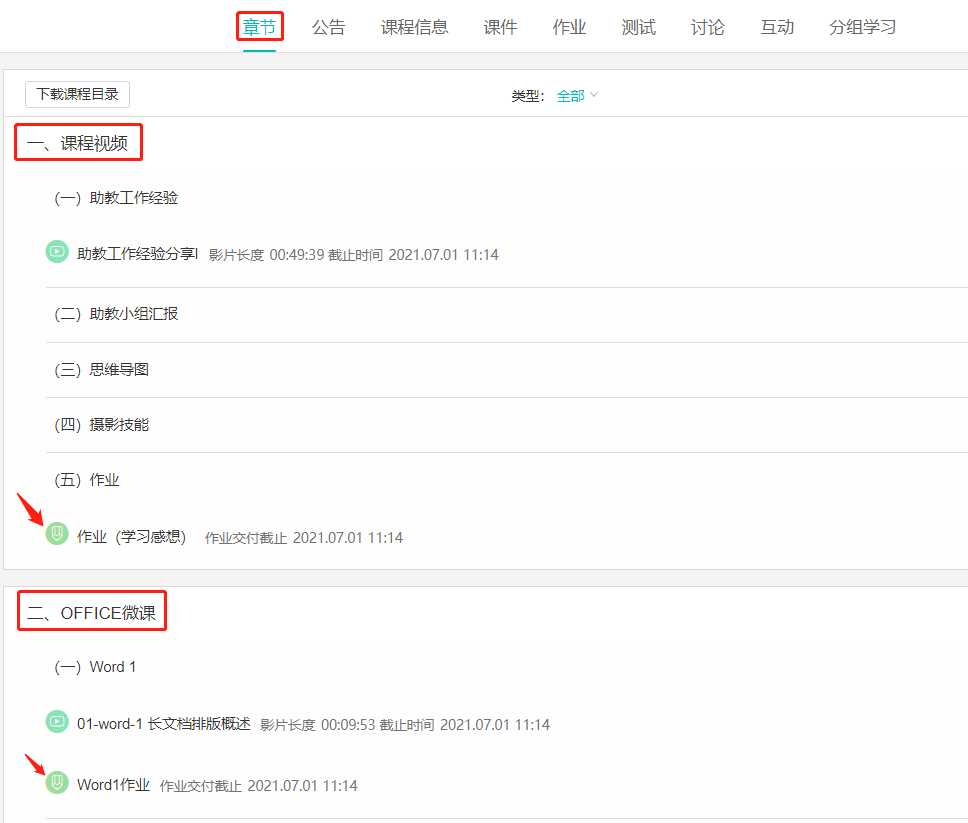 章节 公告 课程信息 课件 作业 测试 讨论 互动 分组学习
下载课程目录 类型： 全部
一、课程视频
(一) 助教工作经验
助教工作经验分享Ⅰ 影片长度 00:49:39 截止时间 2021.07.01 11:14
(二) 助教小组汇报
(三) 思维导图
(四) 摄影技能
(五) 作业
作业（学习感想） 作业交付截止 2021.07.01 11:14
二、OFFICE微课
(一) Word 1
01-word-1 长文档排版概述 影片长度 00:09:53 截止时间 2021.07.01 11:14
Word1作业 作业交付截止 2021.07.01 11:14